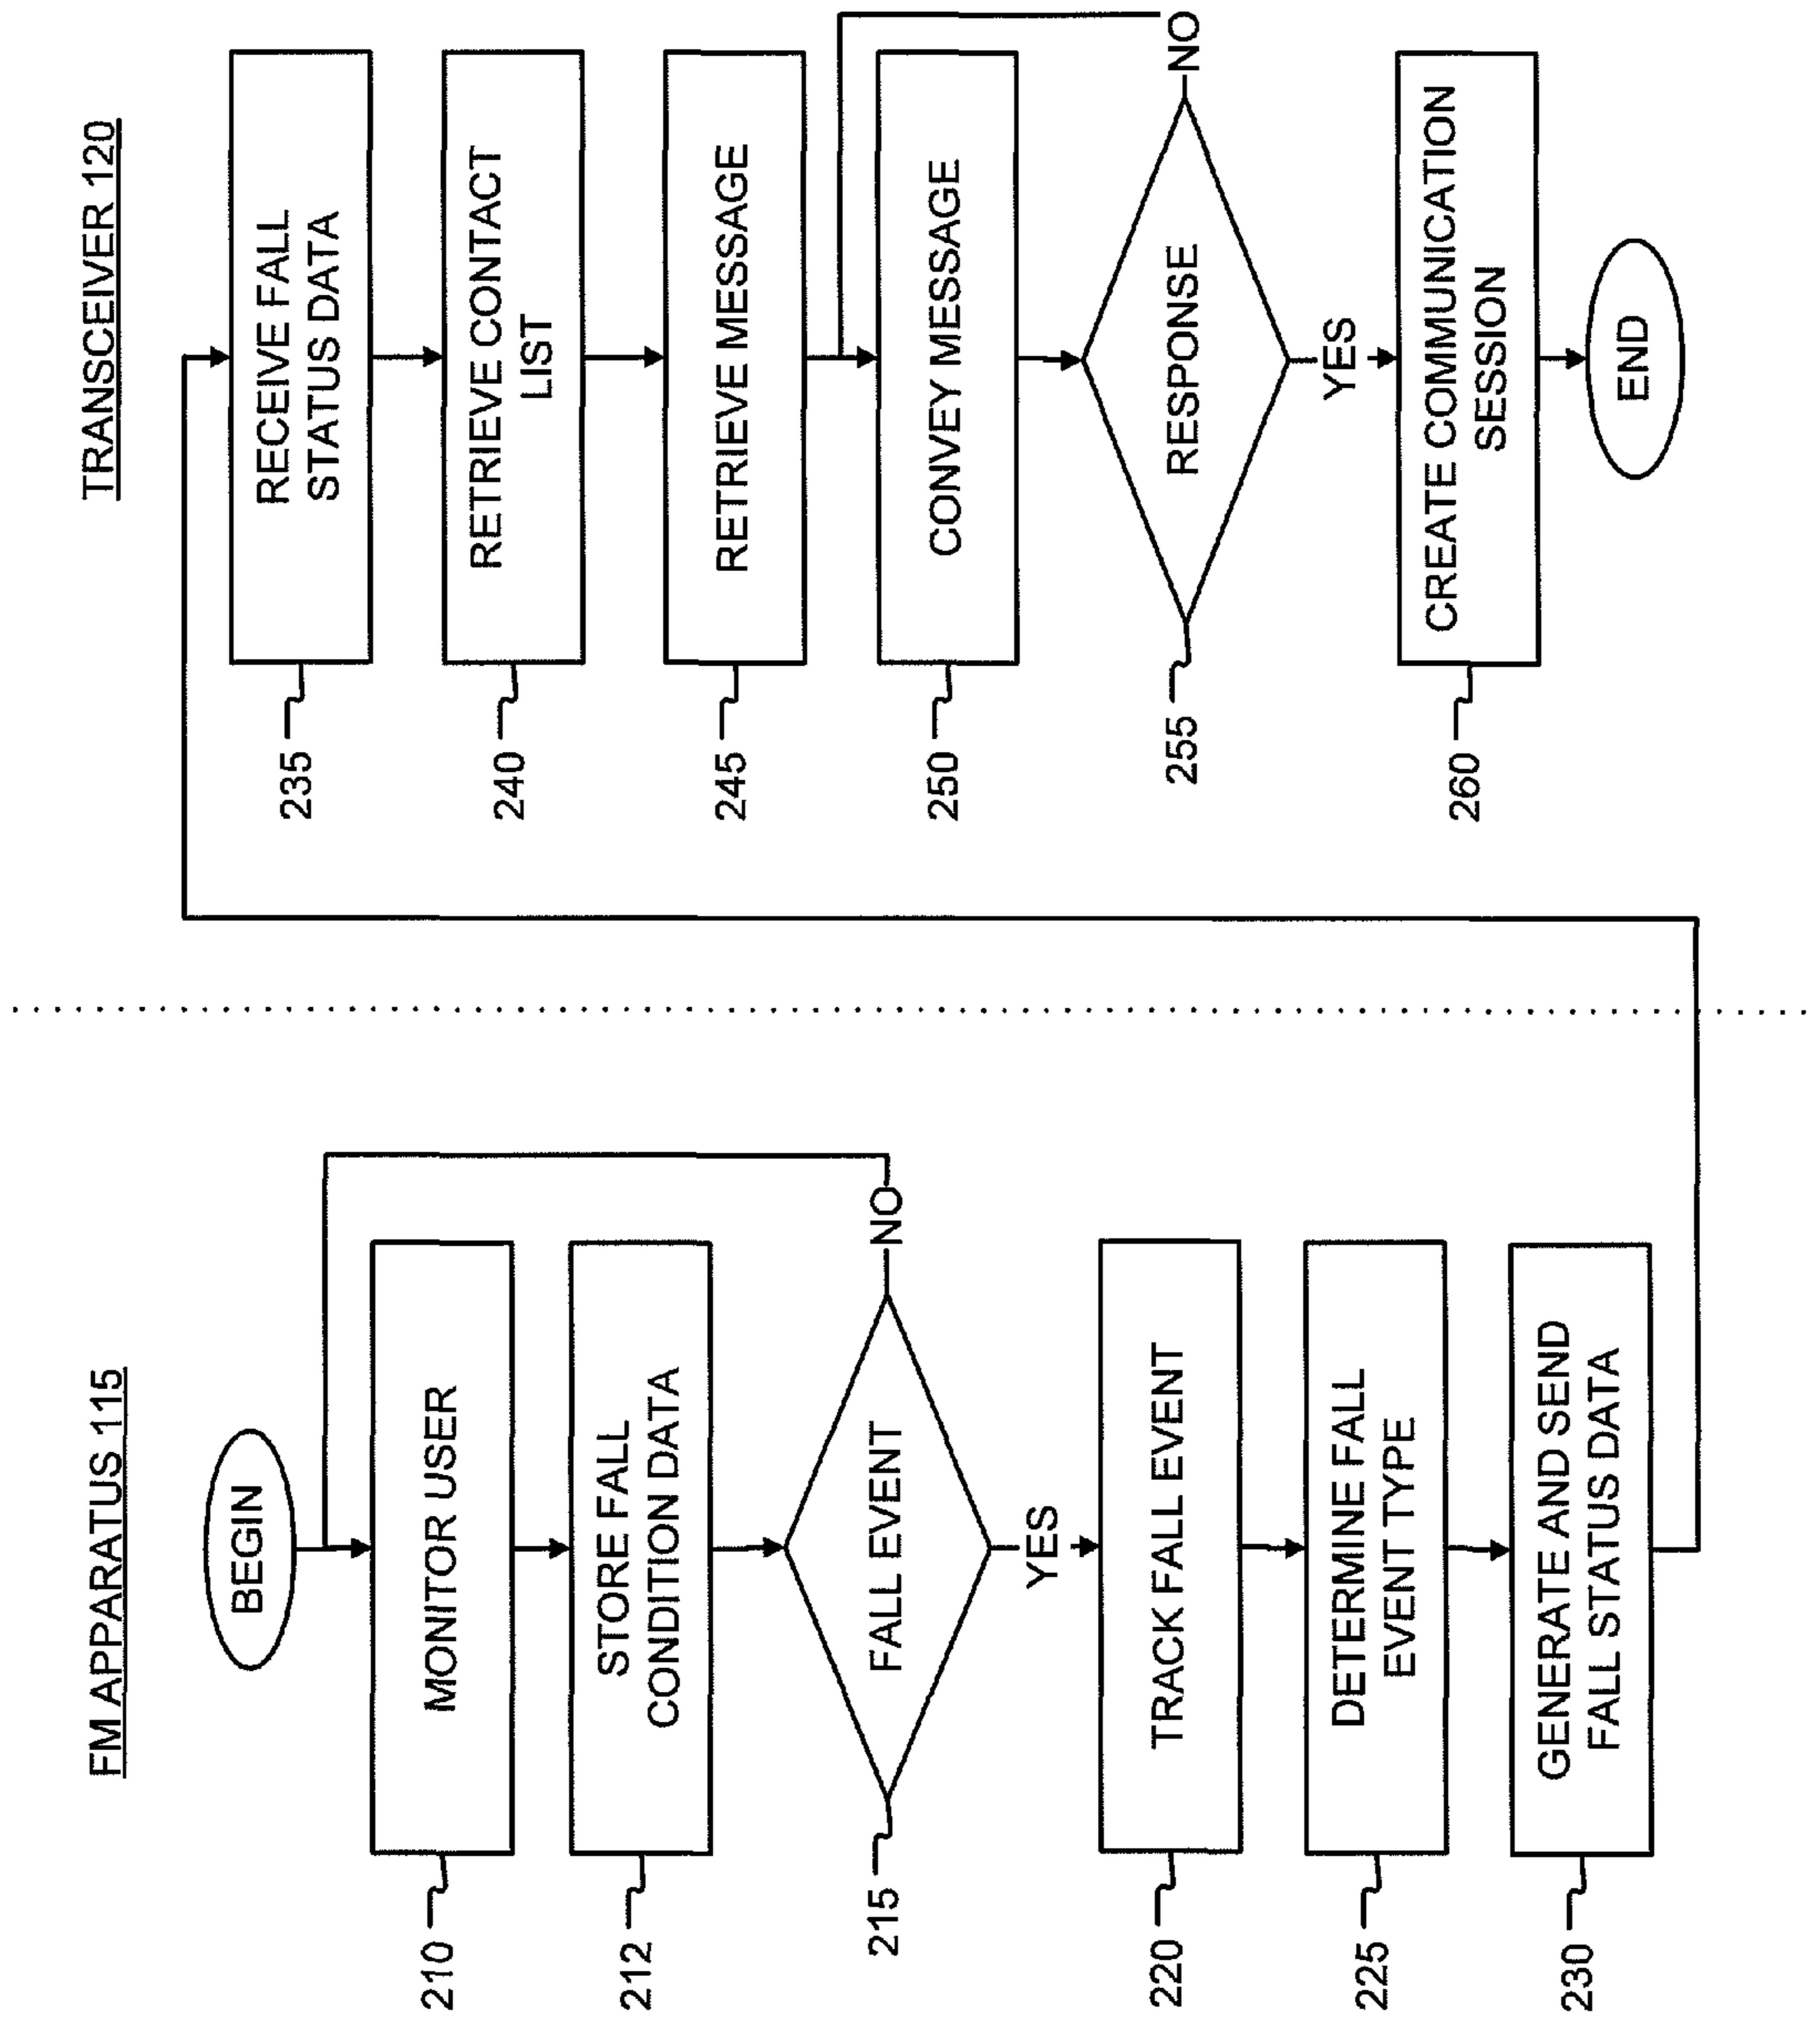 FM APPARATUS 115
BEGIN
210
MONITOR USER
212
STORE FALL
CONDITION DATA
215
FALL EVENT
NO
YES
220
TRACK FALL EVENT
225
DETERMINE FALL
EVENT TYPE
230
GENERATE AND SEND
FALL STATUS DATA
TRANSCEIVER 120
235
RECEIVE FALL
STATUS DATA
240
RETRIEVE CONTACT
LIST
245
RETRIEVE MESSAGE
250
CONVEY MESSAGE
255
RESPONSE
NO
YES
260
CREATE COMMUNICATION
SESSION
END